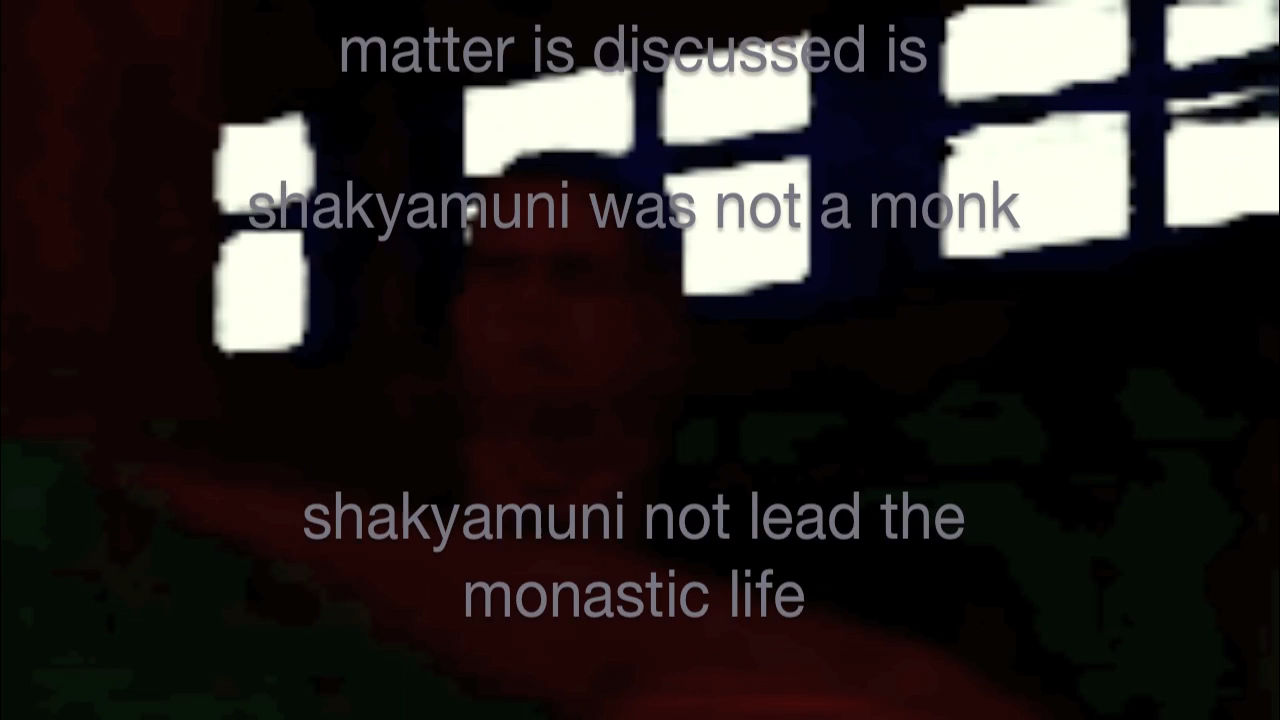 matter is discussed is
shakyamuni was not a monk
shakyamuni not lead the
monastic life